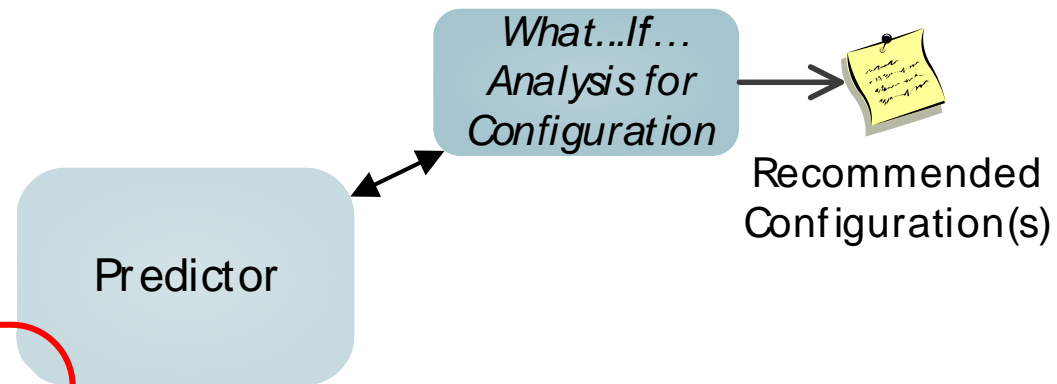 What...If...
Analysis for
Configuration
Recommended
Configuration(s)
Predictor